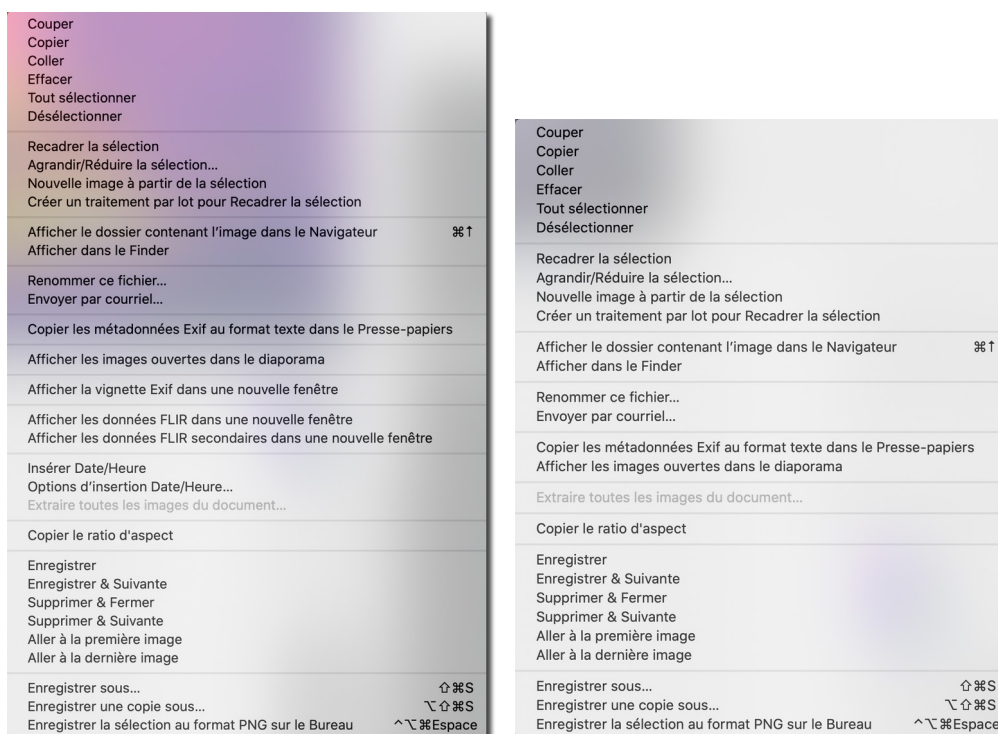 Couper
Copier
Coller
Effacer
Tout sélectionner
Désélectionner
Recadrer la sélection
Agrandir/Réduire la sélection...
Nouvelle image à partir de la sélection
Créer un traitement par lot pour Recadrer la sélection
Afficher le dossier contenant l’image dans le Navigateur ⌘↑
Afficher dans le Finder
Renommer ce fichier...
Envoyer par courriel...
Copier les métadonnées Exif au format texte dans le Presse-papiers
Afficher les images ouvertes dans le diaporama
Afficher la vignette Exif dans une nouvelle fenêtre
Afficher les données FLIR dans une nouvelle fenêtre
Afficher les données FLIR secondaires dans une nouvelle fenêtre
Insérer Date/Heure
Options d’insertion Date/Heure...
Extraire toutes les images du document...
Copier le ratio d'aspect
Enregistrer
Enregistrer & Suivante
Supprimer & Fermer
Supprimer & Suivante
Aller à la première image
Aller à la dernière image
Enregistrer sous... ⇧⌘S
Enregistrer une copie sous... ⌥⇧⌘S
Enregistrer la sélection au format PNG sur le Bureau ^⌥⌘Espace
Couper
Copier
Coller
Effacer
Tout sélectionner
Désélectionner
Recadrer la sélection
Agrandir/Réduire la sélection...
Nouvelle image à partir de la sélection
Créer un traitement par lot pour Recadrer la sélection
Afficher le dossier contenant l’image dans le Navigateur ⌘↑
Afficher dans le Finder
Renommer ce fichier...
Envoyer par courriel...
Copier les métadonnées Exif au format texte dans le Presse-papiers
Afficher les images ouvertes dans le diaporama
Extraire toutes les images du document...
Copier le ratio d'aspect
Enregistrer
Enregistrer & Suivante
Supprimer & Fermer
Supprimer & Suivante
Aller à la première image
Aller à la dernière image
Enregistrer sous... ⇧⌘S
Enregistrer une copie sous... ⌥⇧⌘S
Enregistrer la sélection au format PNG sur le Bureau ^⌥⌘Espace